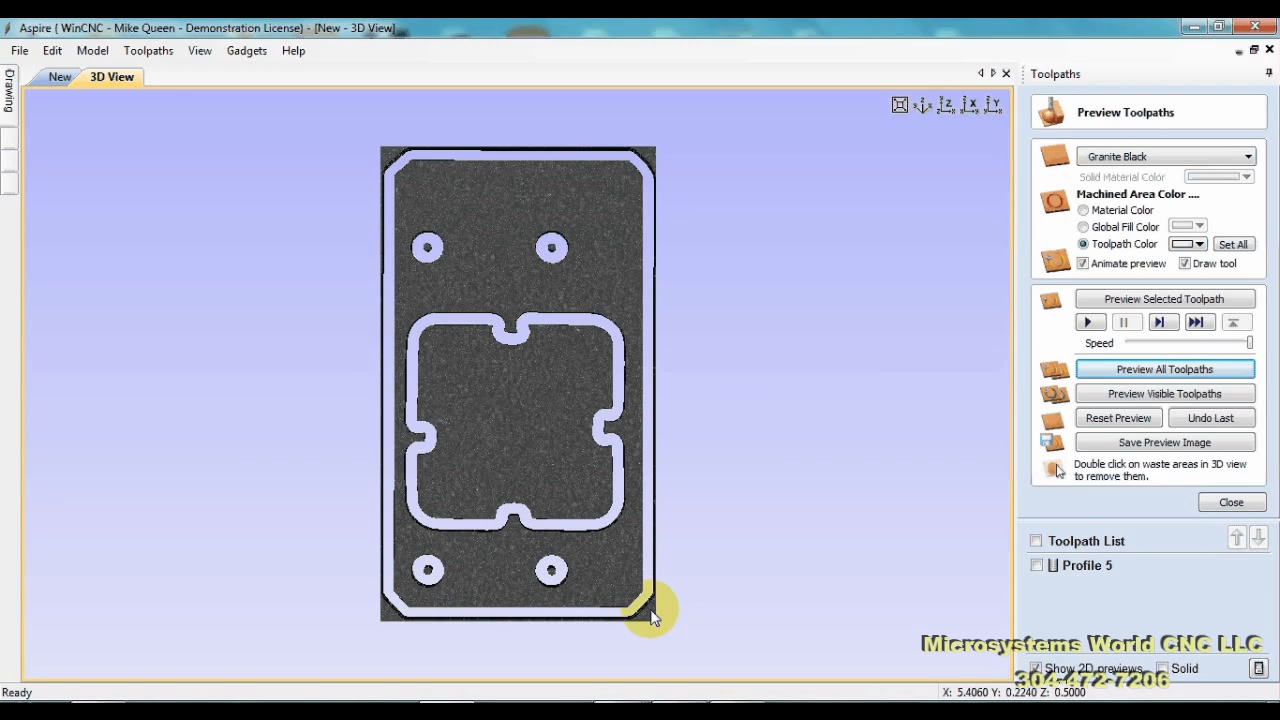 Aspire ( WinCNC - Mike Queen - Demonstration License) - [New - 3D View]
File Edit Model Toolpaths View Gadgets Help
Drawing
New 3D View
Toolpaths
Preview Toolpaths
Granite Black
Solid Material Color
Machined Area Color ....
Material Color
Global Fill Color
Toolpath Color Set All
Animate preview Draw tool
Preview Selected Toolpath
Speed
Preview All Toolpaths
Preview Visible Toolpaths
Reset Preview Undo Last
Save Preview Image
Double click on waste areas in 3D view
to remove them.
Close
Toolpath List
Profile 5
Microsystems World CNC LLC
Show 2D previews Solid
304-472-7206
Ready X: 5.4060 Y: 0.2240 Z: 0.5000